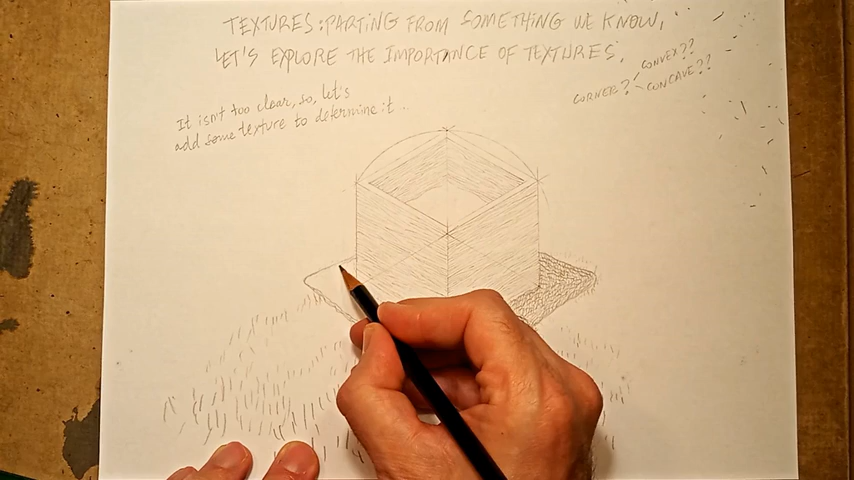 TEXTURES: PARTING FROM SOMETHING WE KNOW,
LET'S EXPLORE THE IMPORTANCE OF TEXTURES.
CORNER? CONVEX??
CONCAVE??
It isn't too clear, so, let's
add some texture to determine it...